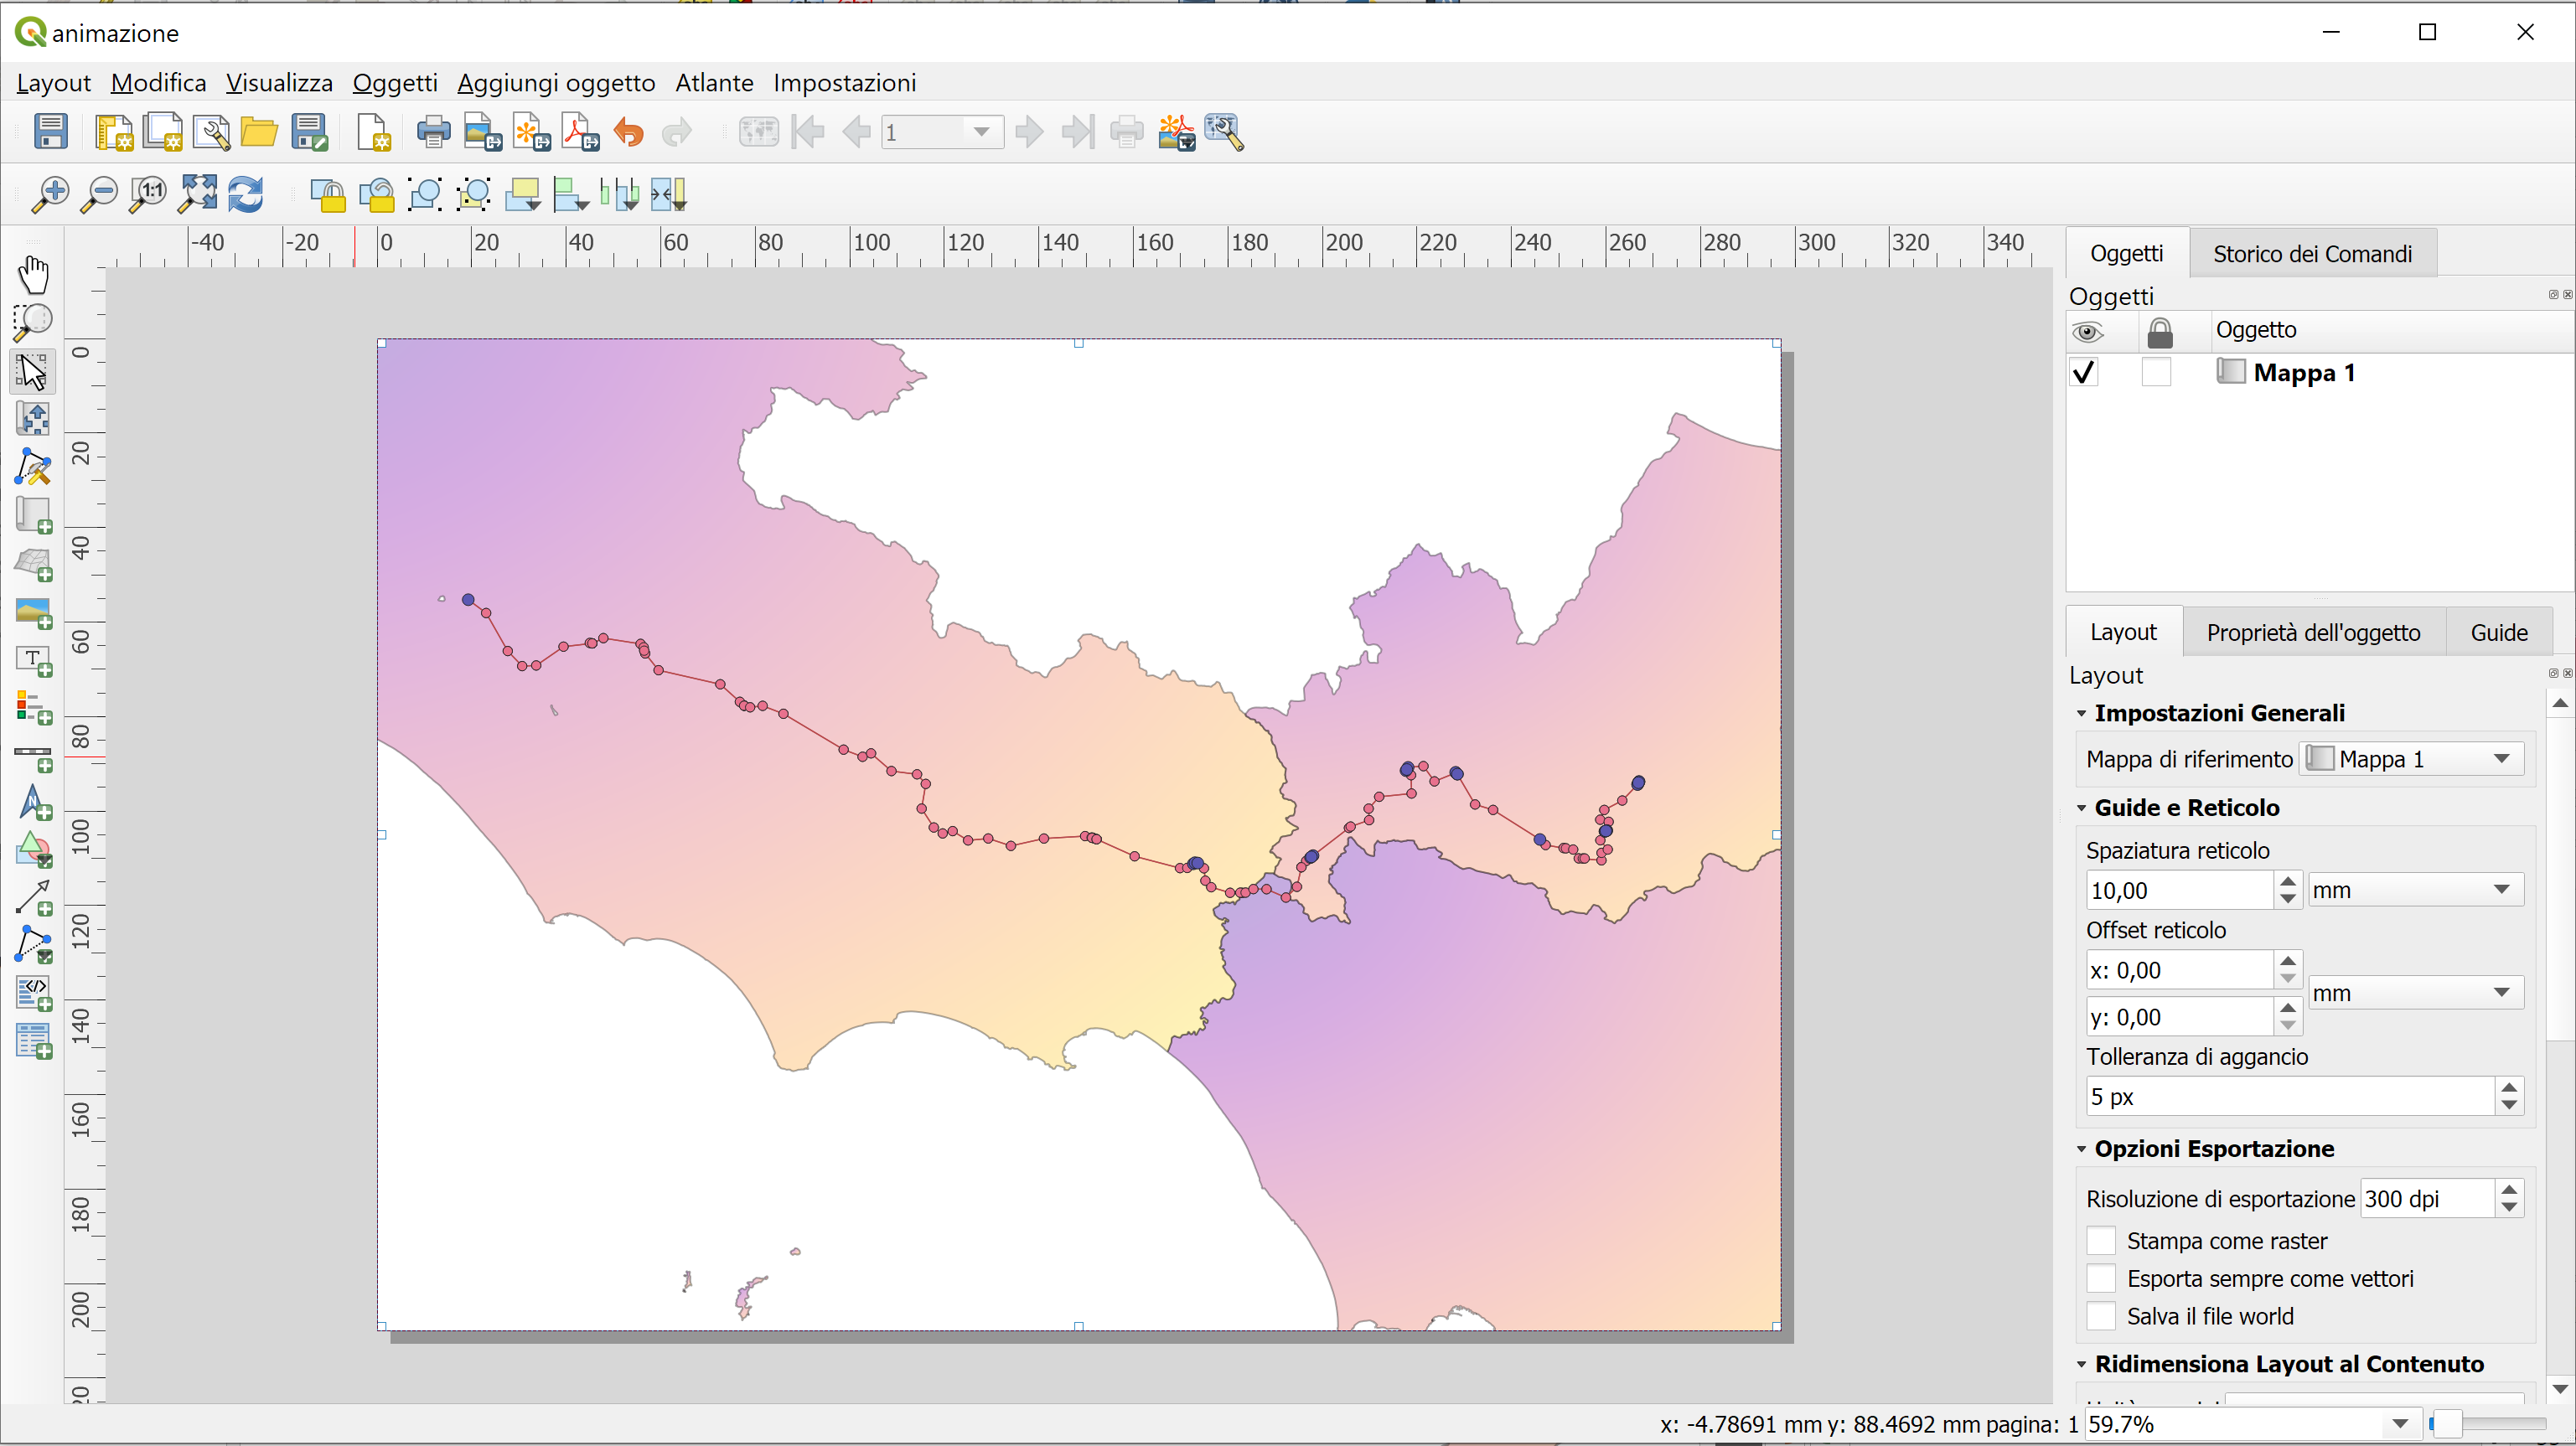 animazione
Layout Modifica Visualizza Oggetti Aggiungi oggetto Atlante Impostazioni
1
1:1
-40 -20 0 20 40 60 80 100 120 140 160 180 200 220 240 260 280 300 320 340
0
20
40
60
80
100
120
140
160
180
200
T
Oggetti Storico dei Comandi
Oggetti
Oggetto
Mappa 1
Layout Proprietà dell'oggetto Guide
Layout
Impostazioni Generali
Mappa di riferimento Mappa 1
Guide e Reticolo
Spaziatura reticolo
10,00 mm
Offset reticolo
x: 0,00
mm
y: 0,00
Tolleranza di aggancio
5 px
Opzioni Esportazione
Risoluzione di esportazione 300 dpi
Stampa come raster
Esporta sempre come vettori
Salva il file world
Ridimensiona Layout al Contenuto
x: -4.78691 mm y: 88.4692 mm pagina: 1 59.7%